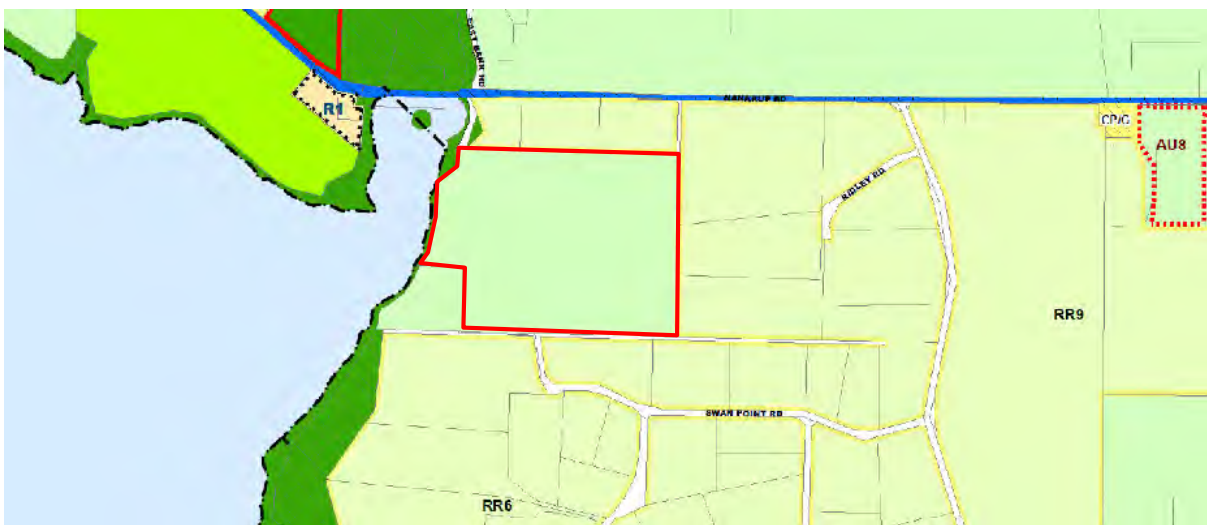 EAST BANK RD
R1
NANARUP RD
CP/G
AU8
RIDLEY RD
RR9
SWAN POINT RD
RR6